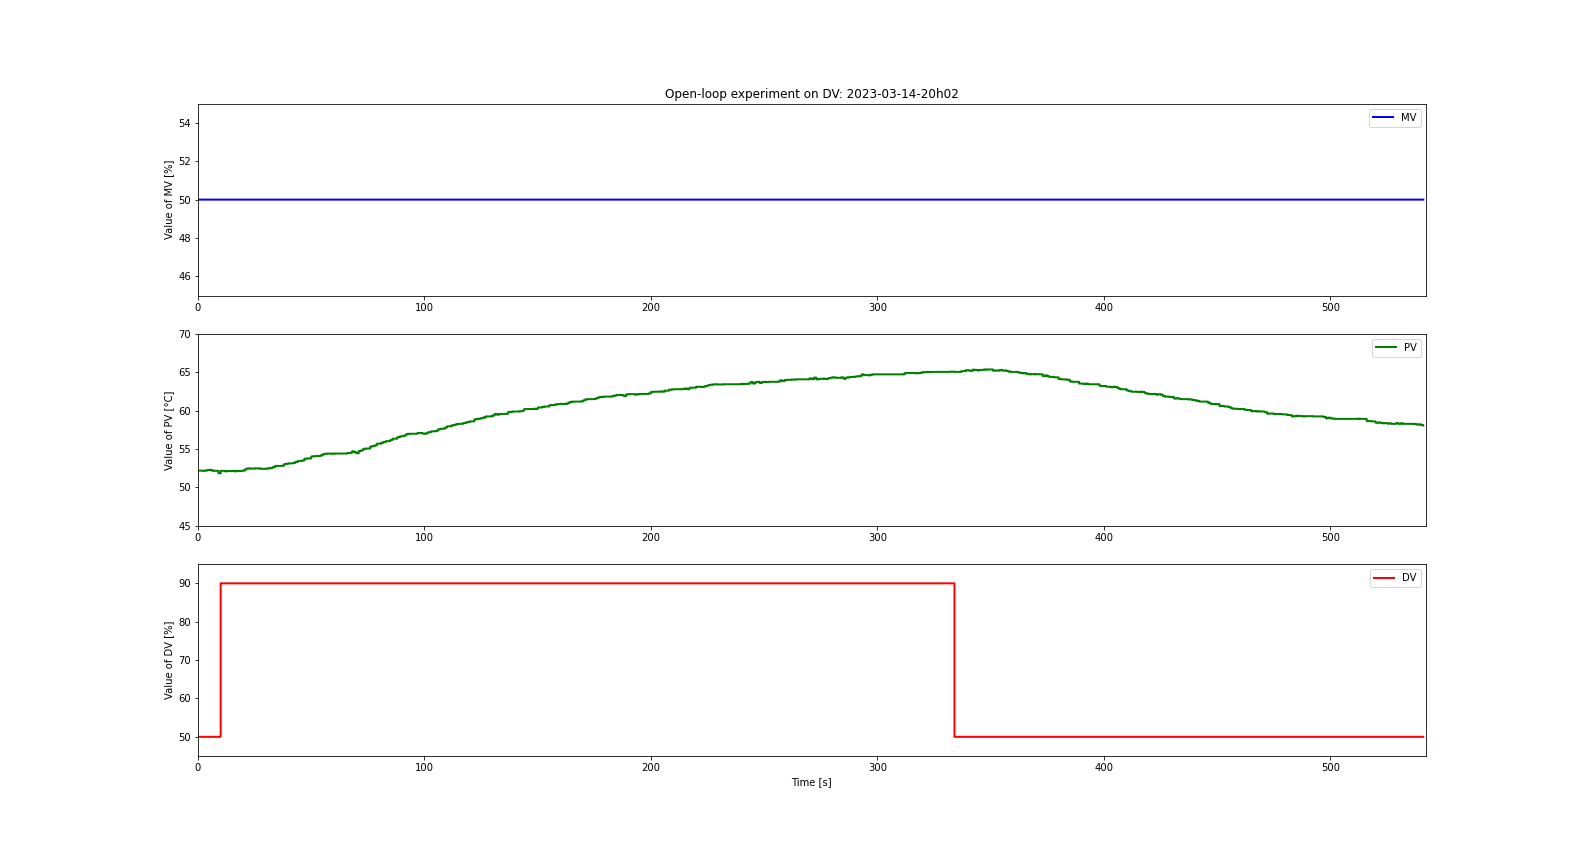 Open-loop experiment on DV: 2023-03-14-20h02
MV
Value of MV [%]
54
52
50
48
46
0 100 200 300 400 500
PV
Value of PV [°C]
70
65
60
55
50
45
0 100 200 300 400 500
DV
Value of DV [%]
90
80
70
60
50
0 100 200 300 400 500
Time [s]